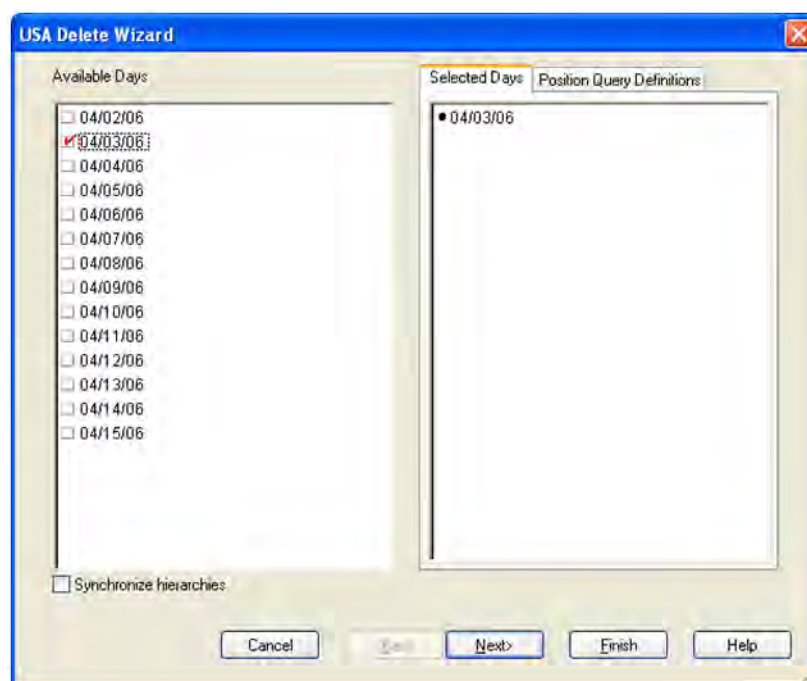 USA Delete Wizard
Available Days
04/02/06
04/03/06
04/04/06
04/05/06
04/06/06
04/07/06
04/08/06
04/09/06
04/10/06
04/11/06
04/12/06
04/13/06
04/14/06
04/15/06
Synchronize hierarchies
Selected Days
Position Query Definitions
• 04/03/06
Cancel
Next>
Finish
Help